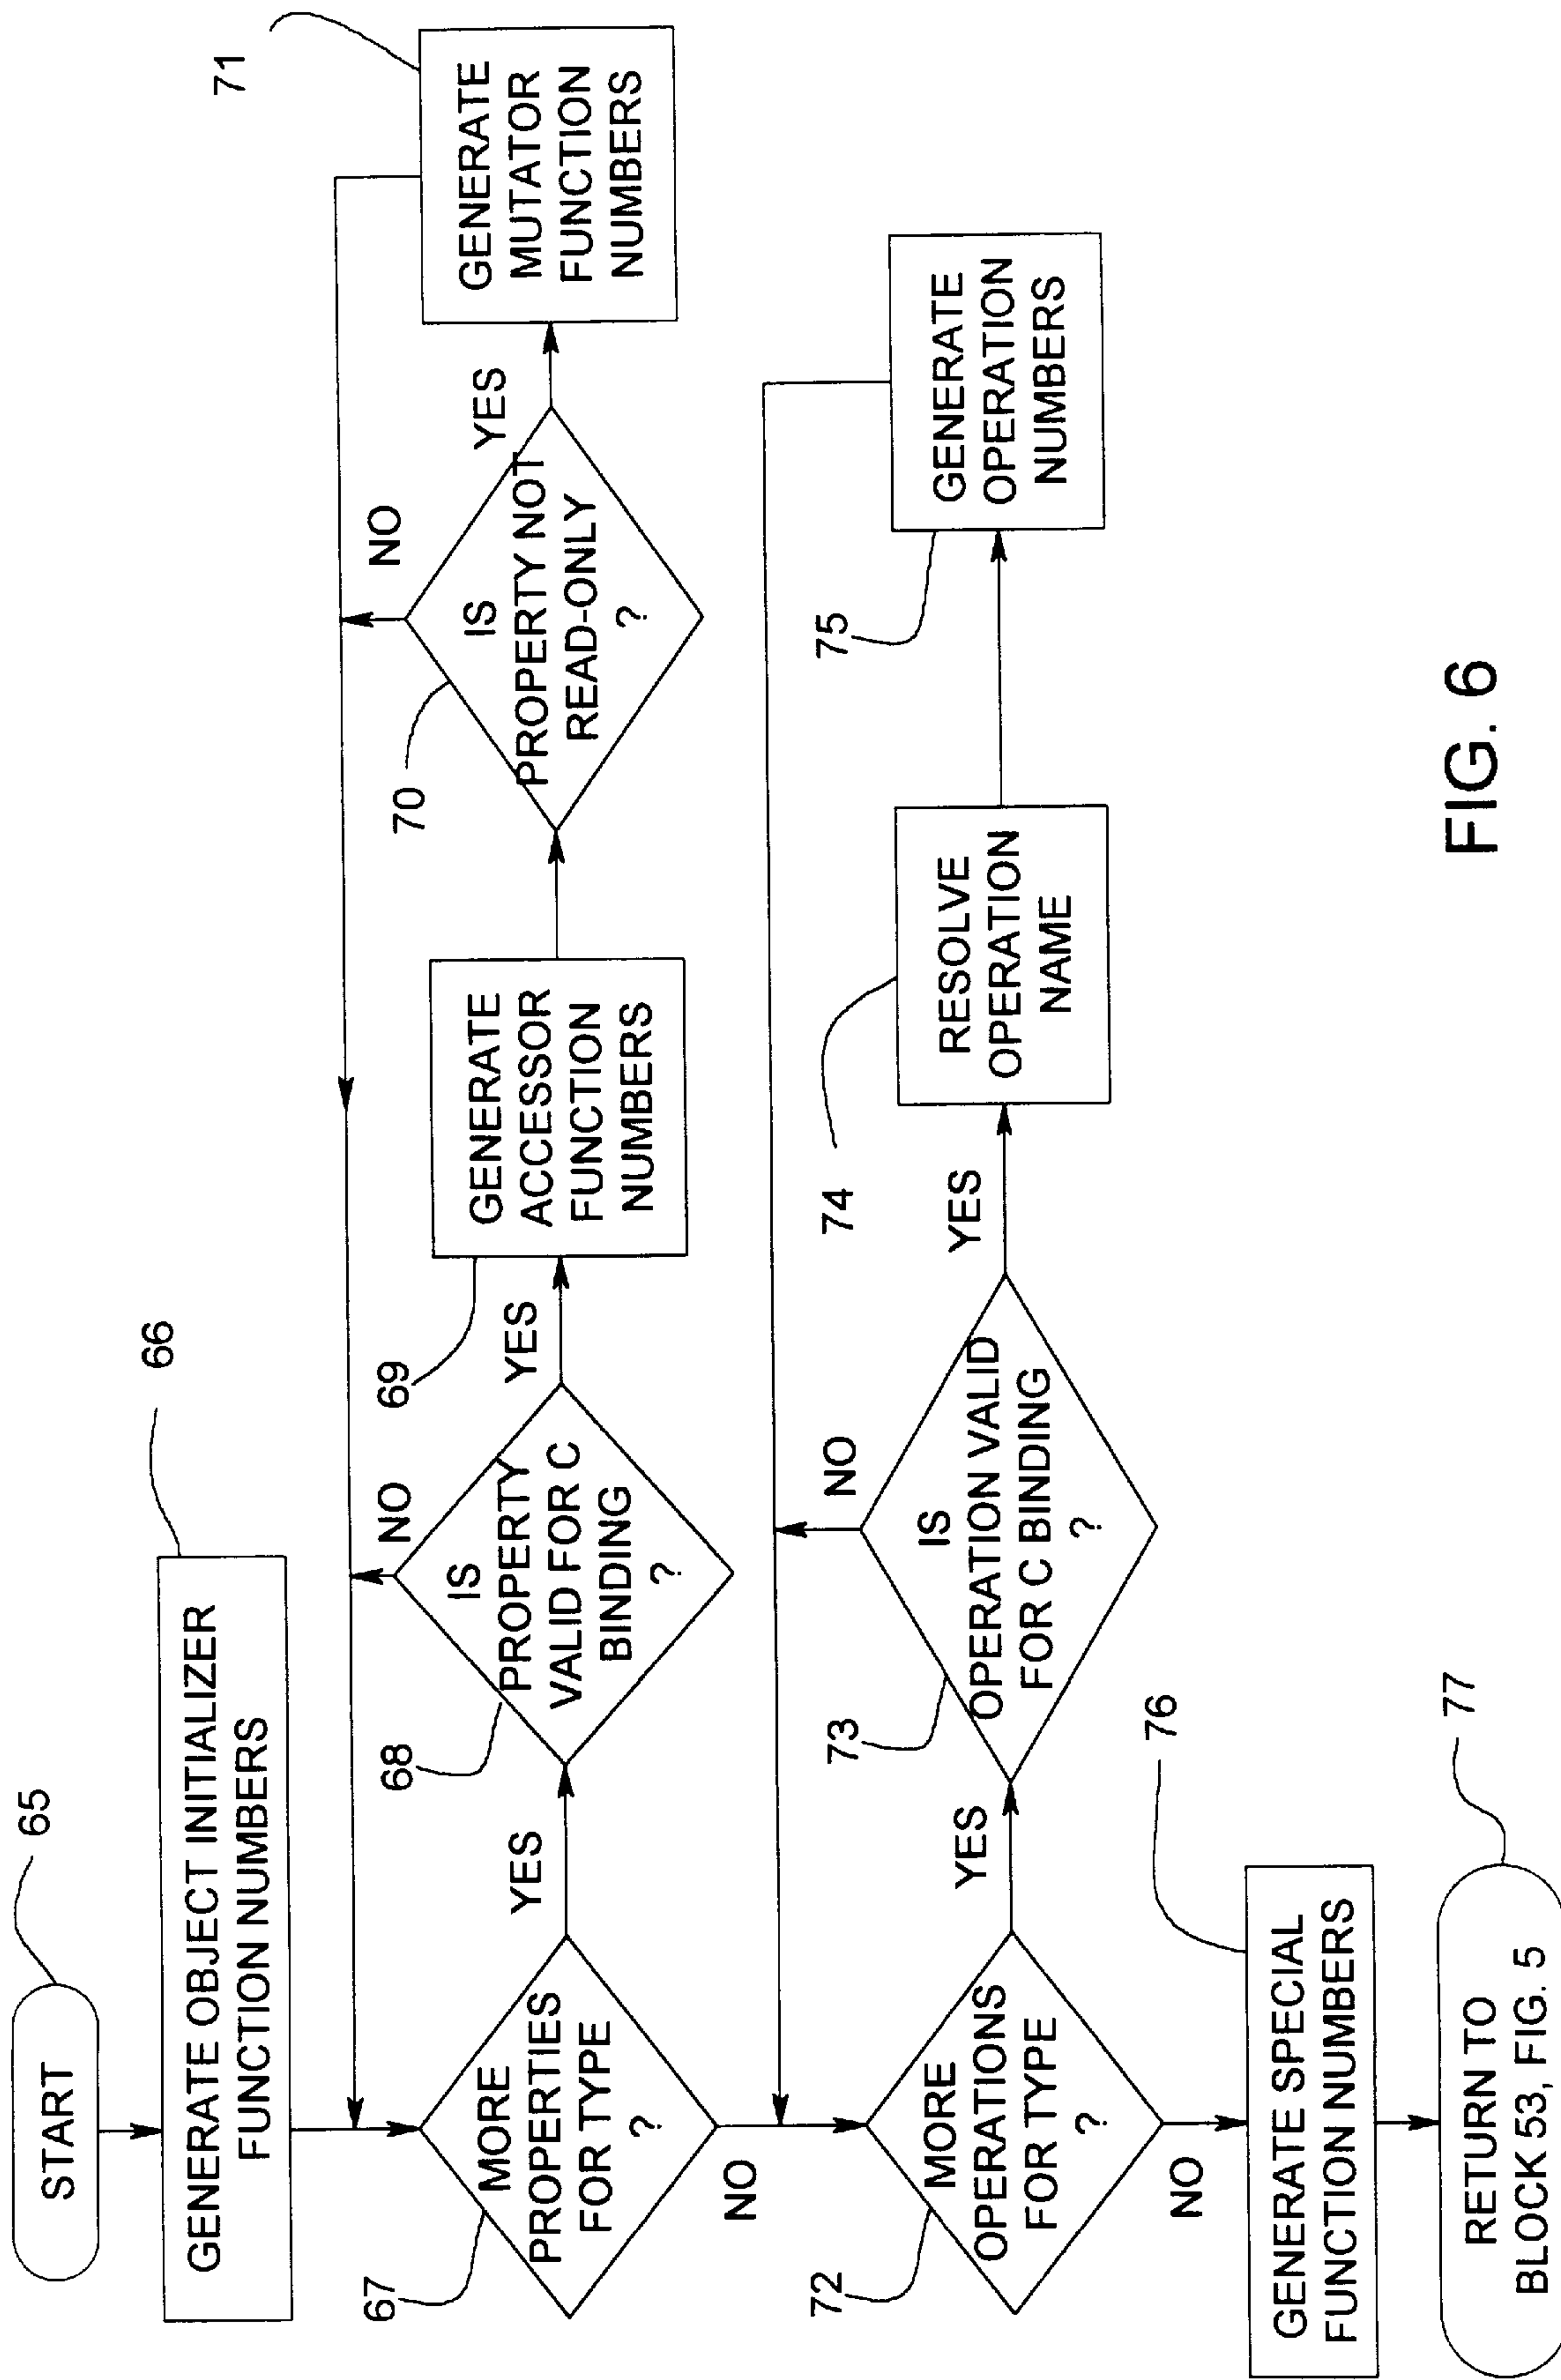 65
START
66
GENERATE OBJECT INITIALIZER
FUNCTION NUMBERS
67
MORE
PROPERTIES
FOR TYPE
?
YES
NO
68
IS
PROPERTY
VALID FOR C
BINDING
?
NO
YES
69
GENERATE
ACCESSOR
FUNCTION
NUMBERS
70
IS
PROPERTY NOT
READ-ONLY
?
NO
YES
71
GENERATE
MUTATOR
FUNCTION
NUMBERS
72
MORE
OPERATIONS
FOR TYPE
?
YES
NO
73
IS
OPERATION VALID
FOR C BINDING
?
NO
YES
74
RESOLVE
OPERATION
NAME
75
GENERATE
OPERATION
NUMBERS
76
GENERATE SPECIAL
FUNCTION NUMBERS
77
RETURN TO
BLOCK 53, FIG. 5
FIG. 6